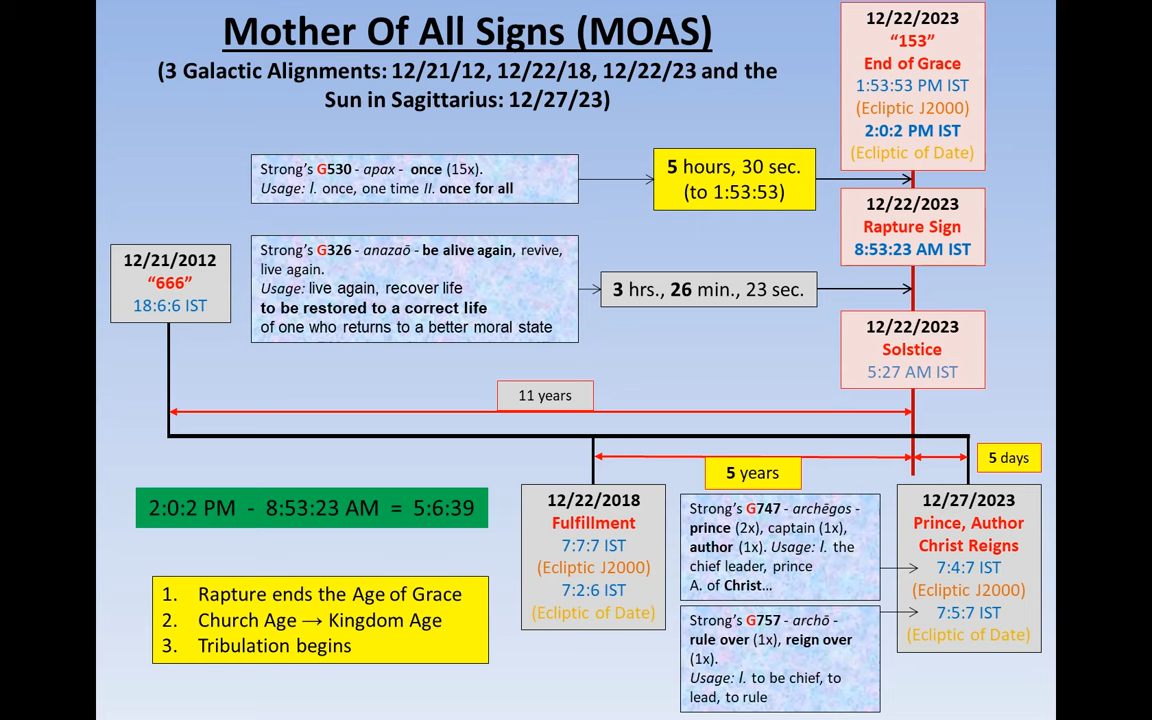 Mother Of All Signs (MOAS)
(3 Galactic Alignments: 12/21/12, 12/22/18, 12/22/23 and the
Sun in Sagittarius: 12/27/23)
12/22/2023
“153”
End of Grace
1:53:53 PM IST
(Ecliptic J2000)
2:0:2 PM IST
(Ecliptic of Date)
Strong’s G530 - apax - once (15x).
Usage: I. once, one time II. once for all
5 hours, 30 sec.
(to 1:53:53)
12/22/2023
Rapture Sign
8:53:23 AM IST
12/21/2012
“666”
18:6:6 IST
Strong’s G326 - anazaō - be alive again, revive,
live again.
Usage: live again, recover life
to be restored to a correct life
of one who returns to a better moral state
3 hrs., 26 min., 23 sec.
12/22/2023
Solstice
5:27 AM IST
11 years
5 years
5 days
2:0:2 PM - 8:53:23 AM = 5:6:39
12/22/2018
Fulfillment
7:7:7 IST
(Ecliptic J2000)
7:2:6 IST
(Ecliptic of Date)
Strong’s G747 - archēgos -
prince (2x), captain (1x),
author (1x). Usage: I. the
chief leader, prince
A. of Christ…
12/27/2023
Prince, Author
Christ Reigns
7:4:7 IST
(Ecliptic J2000)
7:5:7 IST
(Ecliptic of Date)
1. Rapture ends the Age of Grace
2. Church Age → Kingdom Age
3. Tribulation begins
Strong’s G757 - archō -
rule over (1x), reign over
(1x).
Usage: I. to be chief, to
lead, to rule